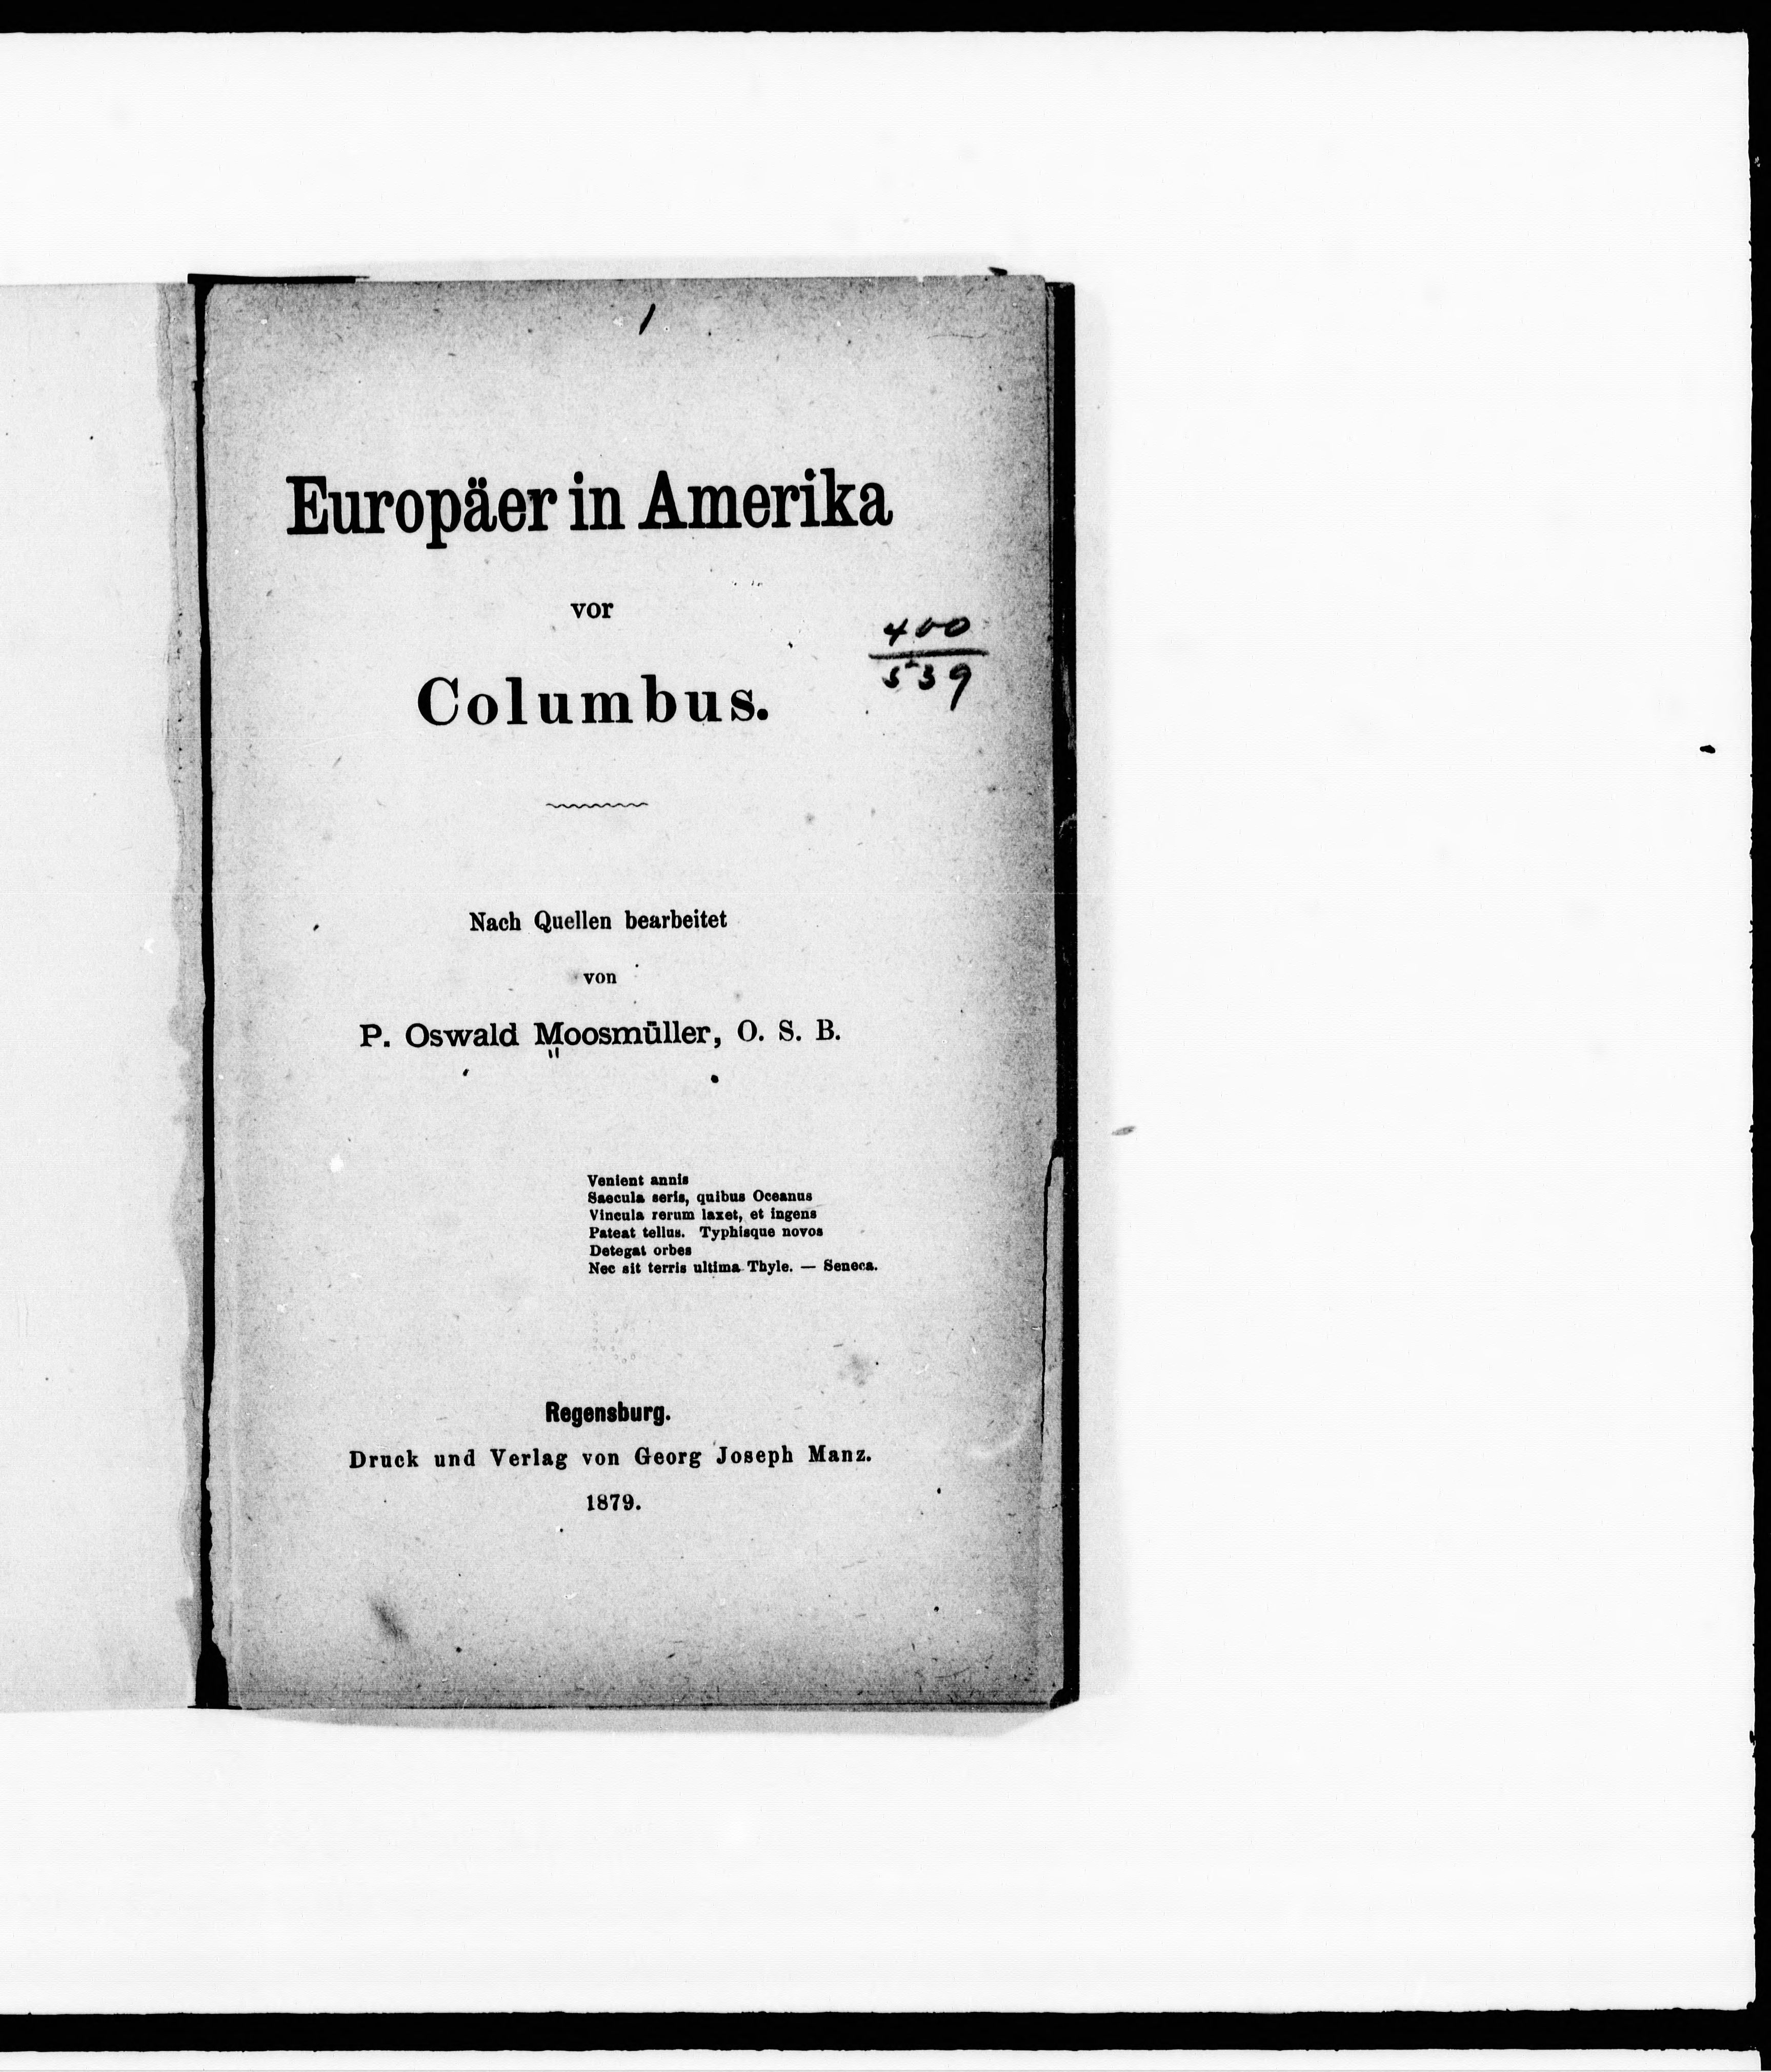 Europäer in Amerika
vor
Columbus.
400
539
Nach Quellen bearbeitet
von
P. Oswald Moosmüller, O. S. B.
Venient annis
Saecula seris, quibus Oceanus
Vincula rerum laxet, et ingens
Pateat tellus. Typhisque novos
Detegat orbes
Nec sit terris ultima Thyle. — Seneca.
Regensburg.
Druck und Verlag von Georg Joseph Manz.
1879.